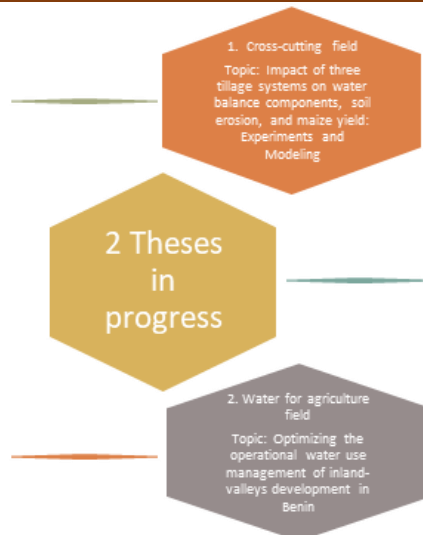 1. Cross-cutting field
Topic: Impact of three
tillage systems on water
balance components, soil
erosion, and maize yield:
Experiments and
Modeling
2 Theses
in
progress
2. Water for agriculture
field
Topic: Optimizing the
operational water use
management of inland-
valleys development in
Benin